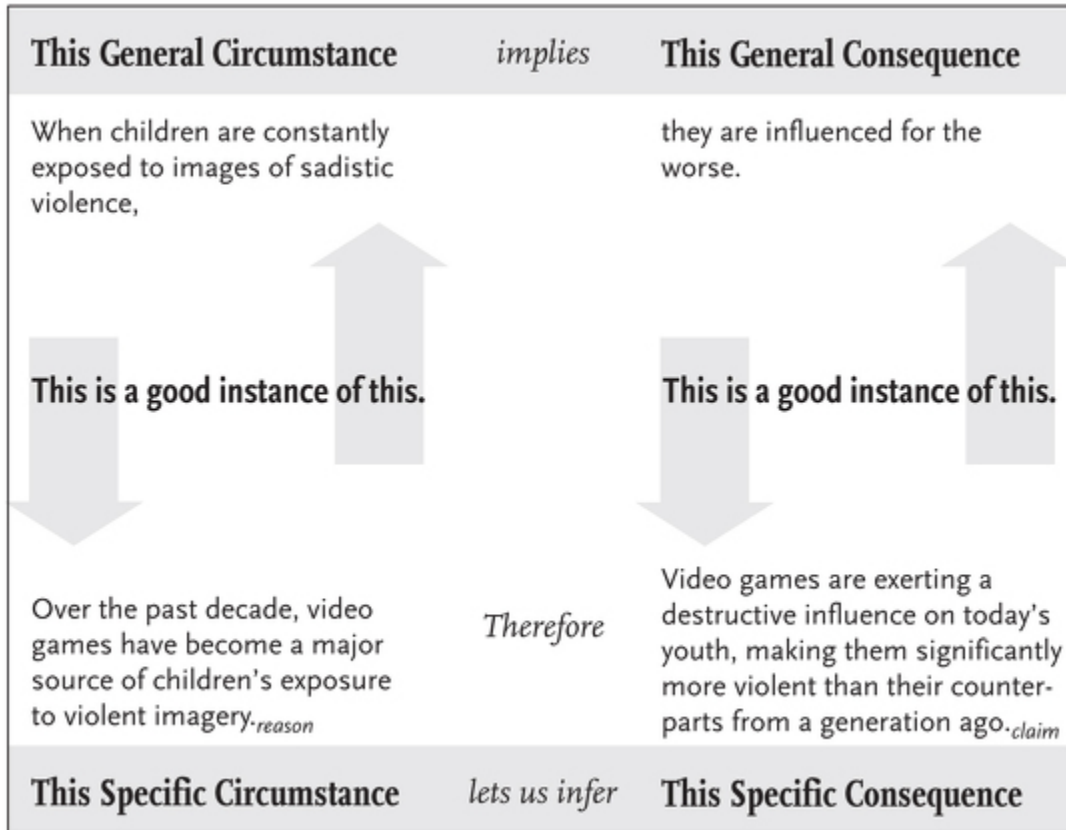 This General Circumstance implies This General Consequence
When children are constantly
exposed to images of sadistic
violence,
they are influenced for the
worse.
This is a good instance of this.
This is a good instance of this.
Over the past decade, video
games have become a major
source of children's exposure
to violent imagery.reason
Therefore
Video games are exerting a
destructive influence on today's
youth, making them significantly
more violent than their counter-
parts from a generation ago.claim
This Specific Circumstance lets us infer This Specific Consequence